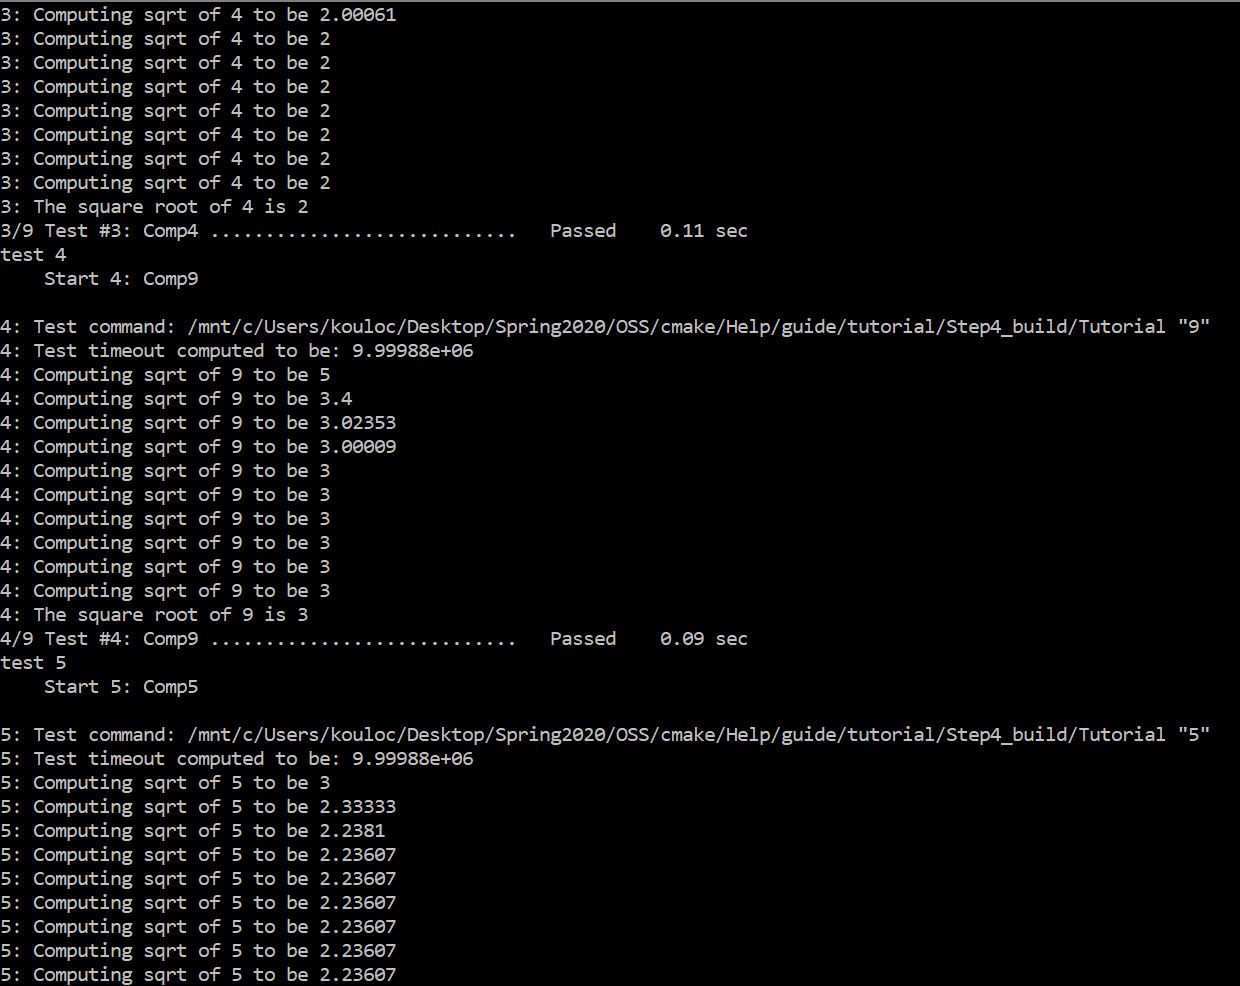 3: Computing sqrt of 4 to be 2.00061
3: Computing sqrt of 4 to be 2
3: Computing sqrt of 4 to be 2
3: Computing sqrt of 4 to be 2
3: Computing sqrt of 4 to be 2
3: Computing sqrt of 4 to be 2
3: Computing sqrt of 4 to be 2
3: Computing sqrt of 4 to be 2
3: The square root of 4 is 2
3/9 Test #3: Comp4 ............................   Passed    0.11 sec
test 4
    Start 4: Comp9

4: Test command: /mnt/c/Users/kouloc/Desktop/Spring2020/OSS/cmake/Help/guide/tutorial/Step4_build/Tutorial "9"
4: Test timeout computed to be: 9.99988e+06
4: Computing sqrt of 9 to be 5
4: Computing sqrt of 9 to be 3.4
4: Computing sqrt of 9 to be 3.02353
4: Computing sqrt of 9 to be 3.00009
4: Computing sqrt of 9 to be 3
4: Computing sqrt of 9 to be 3
4: Computing sqrt of 9 to be 3
4: Computing sqrt of 9 to be 3
4: Computing sqrt of 9 to be 3
4: Computing sqrt of 9 to be 3
4: The square root of 9 is 3
4/9 Test #4: Comp9 ............................   Passed    0.09 sec
test 5
    Start 5: Comp5

5: Test command: /mnt/c/Users/kouloc/Desktop/Spring2020/OSS/cmake/Help/guide/tutorial/Step4_build/Tutorial "5"
5: Test timeout computed to be: 9.99988e+06
5: Computing sqrt of 5 to be 3
5: Computing sqrt of 5 to be 2.33333
5: Computing sqrt of 5 to be 2.2381
5: Computing sqrt of 5 to be 2.23607
5: Computing sqrt of 5 to be 2.23607
5: Computing sqrt of 5 to be 2.23607
5: Computing sqrt of 5 to be 2.23607
5: Computing sqrt of 5 to be 2.23607
5: Computing sqrt of 5 to be 2.23607